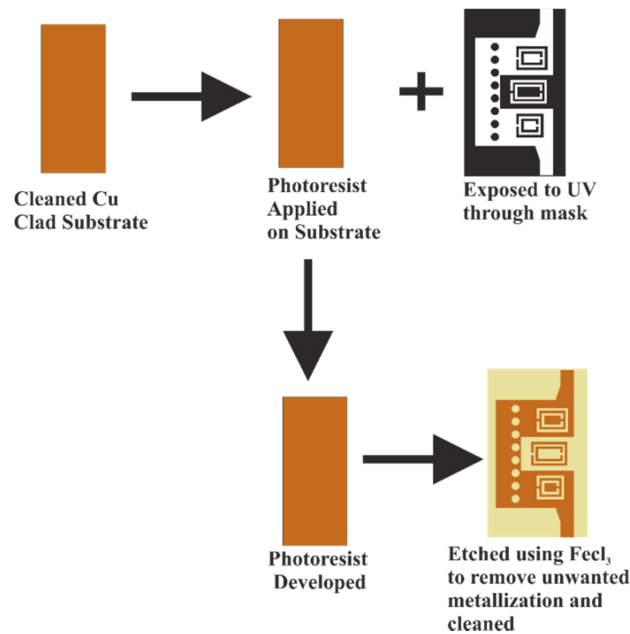 Cleaned Cu
Clad Substrate
Photoresist
Applied
on Substrate
Exposed to UV
through mask
Photoresist
Developed
Etched using Fecl₃
to remove unwanted
metallization and
cleaned